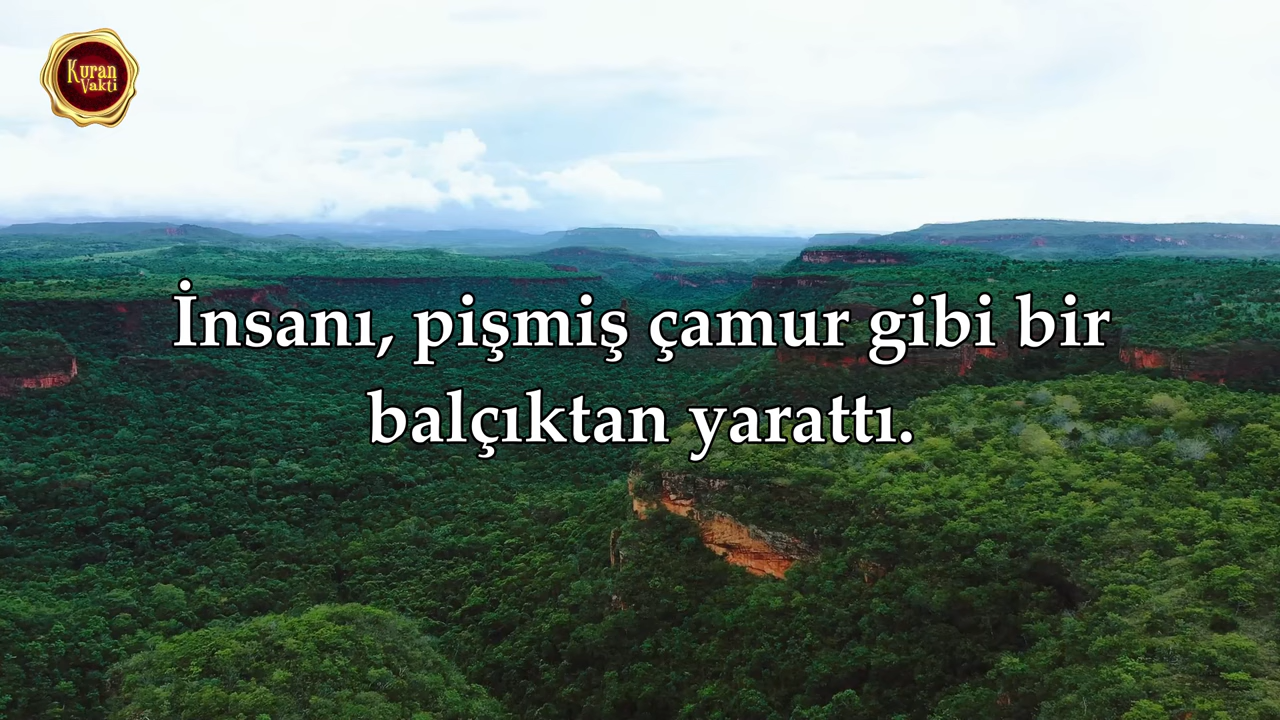 Kuran
Vakti
İnsanı, pişmiş çamur gibi bir
balçıktan yarattı.